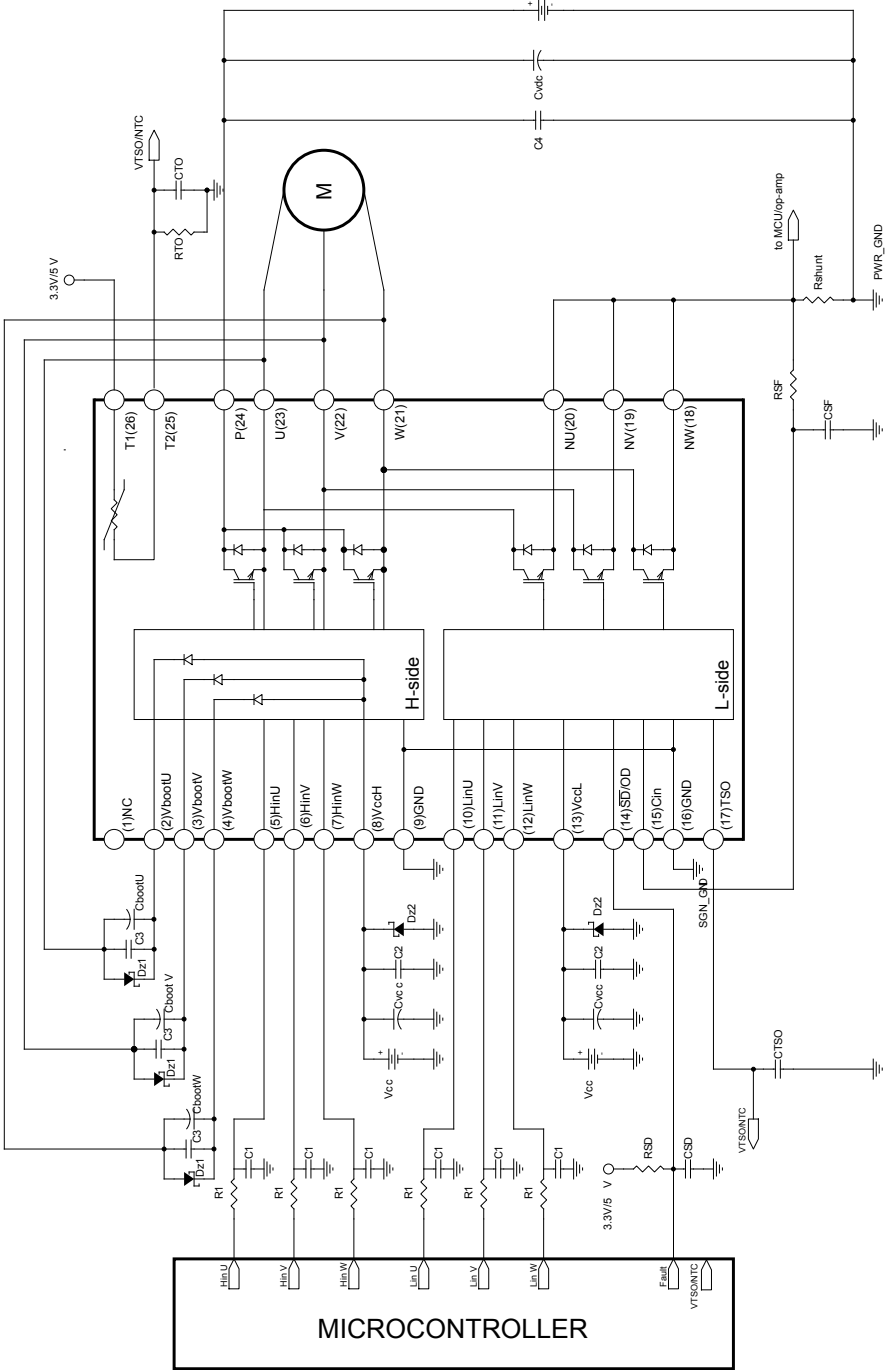 + -
Cvdc
C4
VTSO/NTC
CTO
RTO
3.3V/5 V
M
to MCU/op-amp
Rshunt
PWR_GND
RSF
CSF
T1(26)
T2(25)
P(24)
U(23)
V(22)
W(21)
NU(20)
NV(19)
NW(18)
H-side
L-side
(1)NC
(2)VbootU
(3)VbootV
(4)VbootW
(5)HinU
(6)HinV
(7)HinW
(8)VccH
(9)GND
(10)LinU
(11)LinV
(12)LinW
(13)VccL
(14)SD/OD
(15)Cin
(16)GND
(17)TSO
SGN_GND
CbootU
C3
Dz1
Cboot V
C3
Dz1
CbootW
C3
Dz1
Dz2
C2
Cvc c
+ -
Vcc
Dz2
C2
Cvcc
+ -
Vcc
CTSO
VTSO/NTC
R1
C1
R1
C1
R1
C1
R1
C1
R1
C1
R1
C1
3.3V/5 V
RSD
CSD
Hin U
Hin V
Hin W
Lin U
Lin V
Lin W
Fault
VTSO/NTC
MICROCONTROLLER